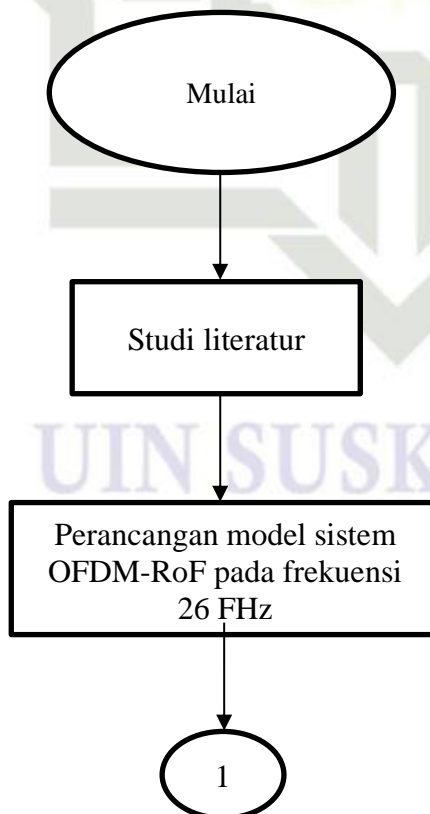 Mulai
Studi literatur
UIN SUSK
Perancangan model sistem
OFDM-RoF pada frekuensi
26 FHz
1